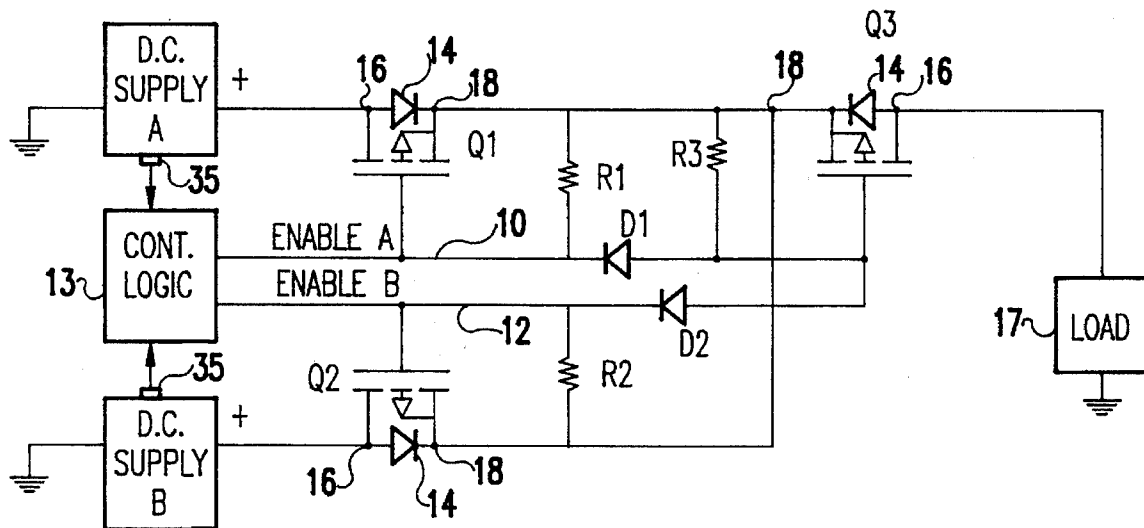 Q3
D.C.
SUPPLY
A
+
16
14
18
Q1
18
14
16
R1
R3
35
ENABLE A
10
D1
CONT.
LOGIC
13
ENABLE B
12
D2
17
LOAD
35
Q2
R2
D.C.
SUPPLY
B
+
16
14
18